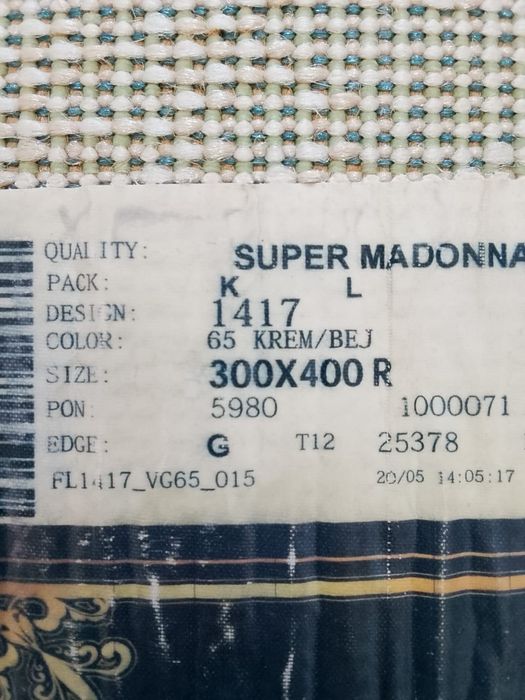 QUALITY: SUPER MADONNA
PACK: K L
DESIGN: 1417
COLOR: 65 KREM/BEJ
SIZE: 300X400 R
PON: 5980 1000071
EDGE: G T12 25378
FL1417_VG65_015 20/05 14:05:17